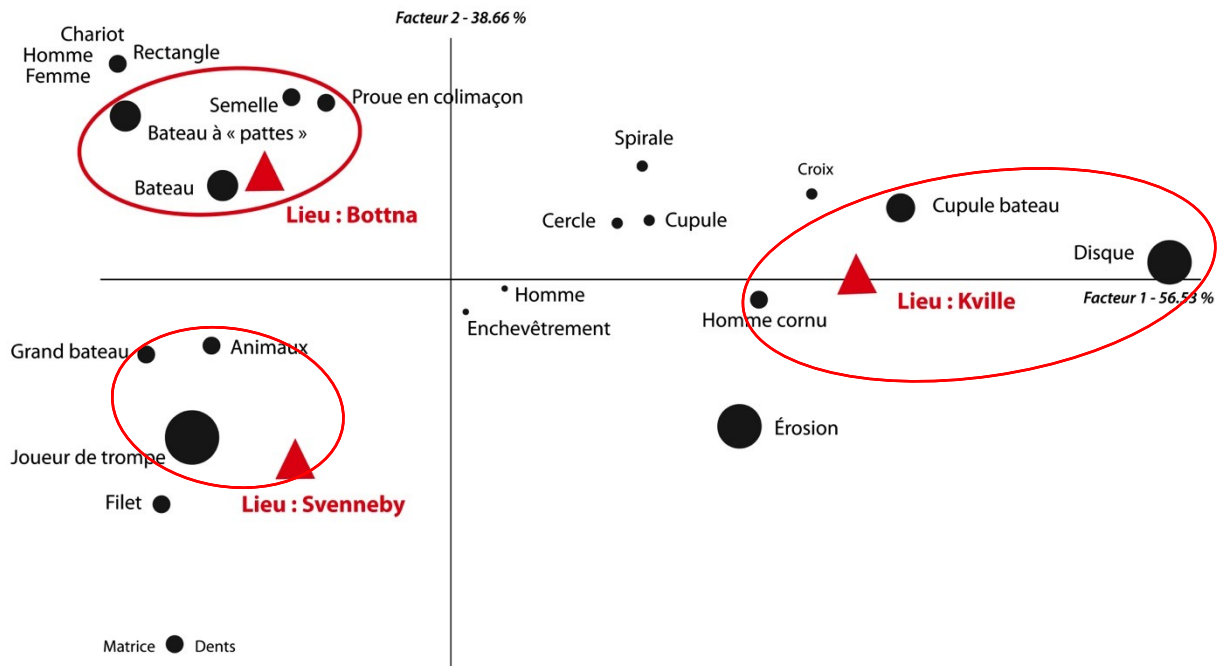 Facteur 2 - 38.66 %
Chariot
Homme
Femme
Rectangle
Semelle
Proue en colimaçon
Bateau à « pattes »
Bateau
Lieu : Bottna
Spirale
Croix
Cercle
Cupule
Cupule bateau
Disque
Homme
Enchevêtrement
Homme cornu
Lieu : Kville
Facteur 1 - 56.53 %
Grand bateau
Animaux
Joueur de trompe
Érosion
Filet
Lieu : Svenneby
Matrice
Dents